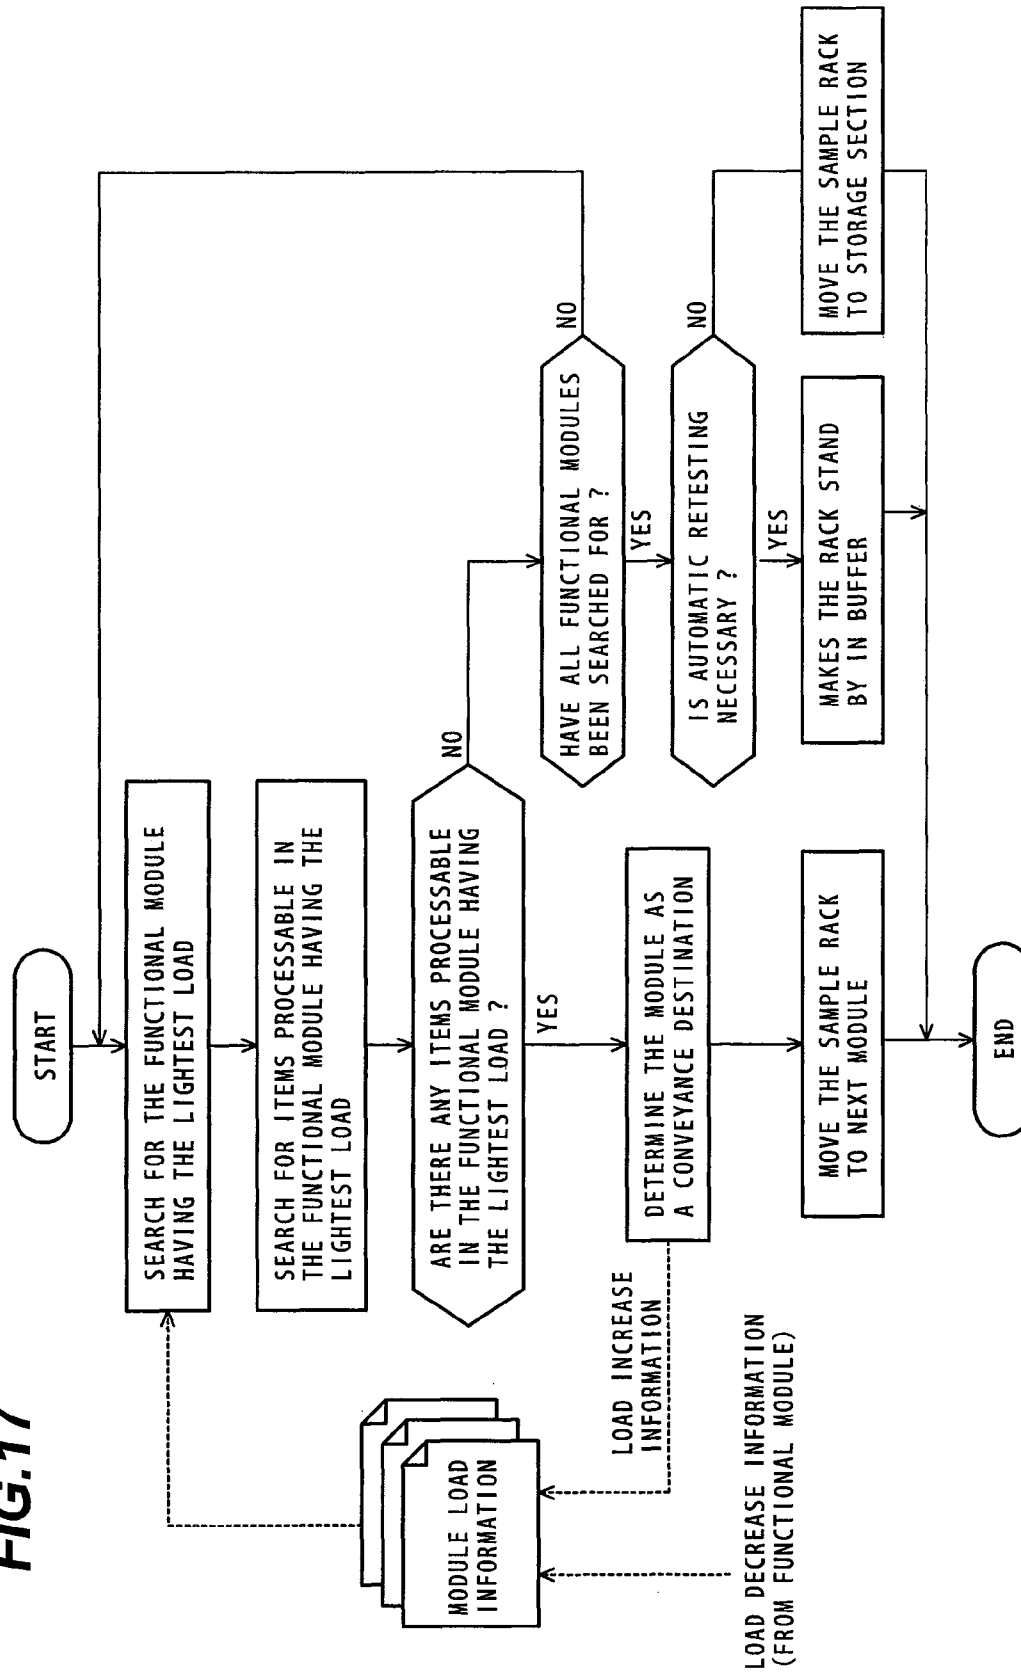 FIG.17
START
SEARCH FOR THE FUNCTIONAL MODULE
HAVING THE LIGHTEST LOAD
SEARCH FOR ITEMS PROCESSABLE IN
THE FUNCTIONAL MODULE HAVING THE
LIGHTEST LOAD
ARE THERE ANY ITEMS PROCESSABLE
IN THE FUNCTIONAL MODULE HAVING
THE LIGHTEST LOAD ?
NO
YES
HAVE ALL FUNCTIONAL MODULES
BEEN SEARCHED FOR ?
NO
YES
IS AUTOMATIC RETESTING
NECESSARY ?
NO
YES
DETERMINE THE MODULE AS
A CONVEYANCE DESTINATION
MOVE THE SAMPLE RACK
TO NEXT MODULE
MAKES THE RACK STAND
BY IN BUFFER
MOVE THE SAMPLE RACK
TO STORAGE SECTION
END
MODULE LOAD
INFORMATION
LOAD INCREASE
INFORMATION
LOAD DECREASE INFORMATION
(FROM FUNCTIONAL MODULE)